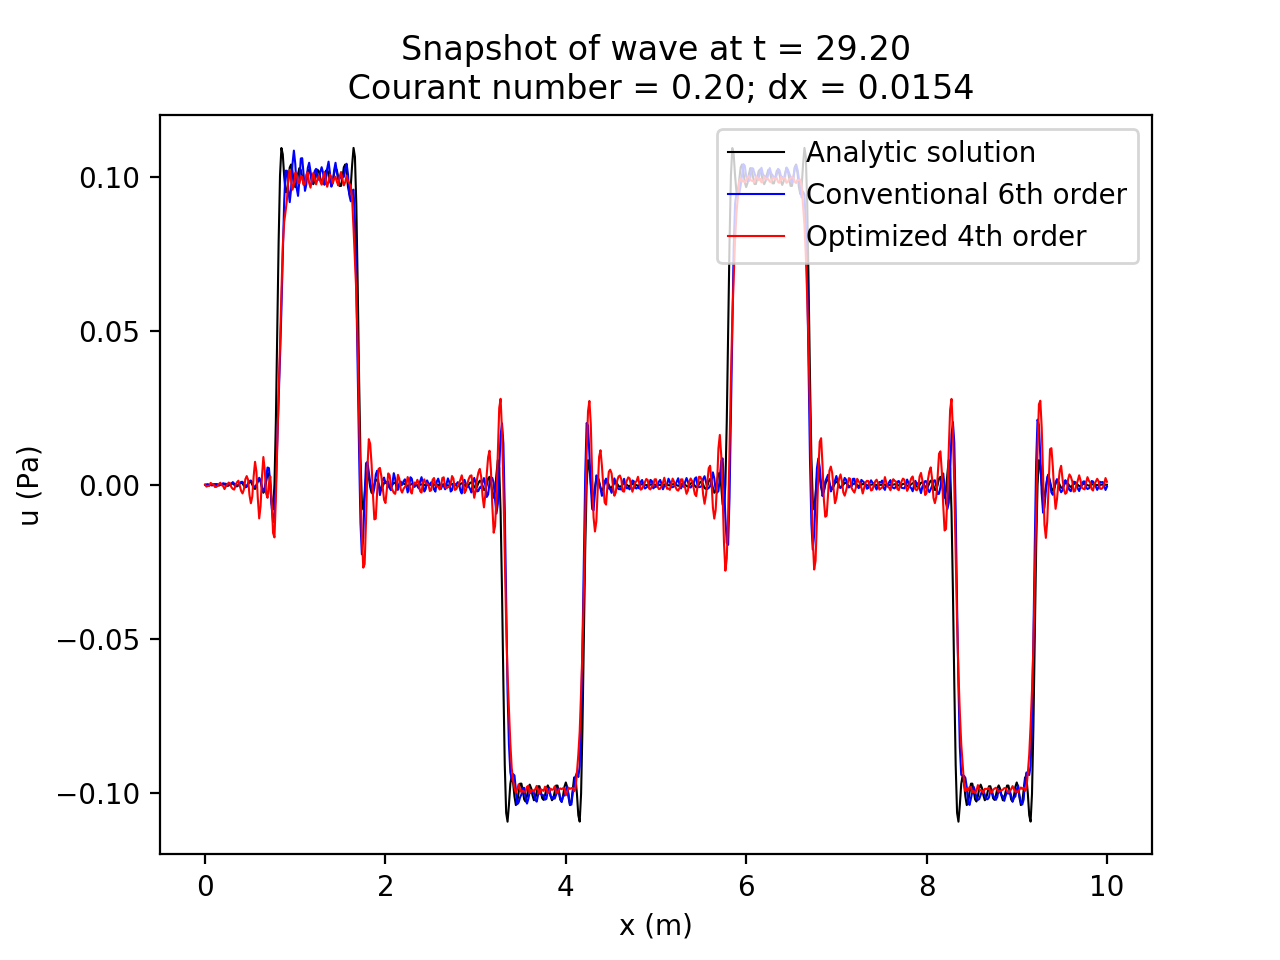 Snapshot of wave at t = 29.20
Courant number = 0.20; dx = 0.0154
Analytic solution
Conventional 6th order
Optimized 4th order
0.10
0.05
0.00
−0.05
−0.10
u (Pa)
0 2 4 6 8 10
x (m)